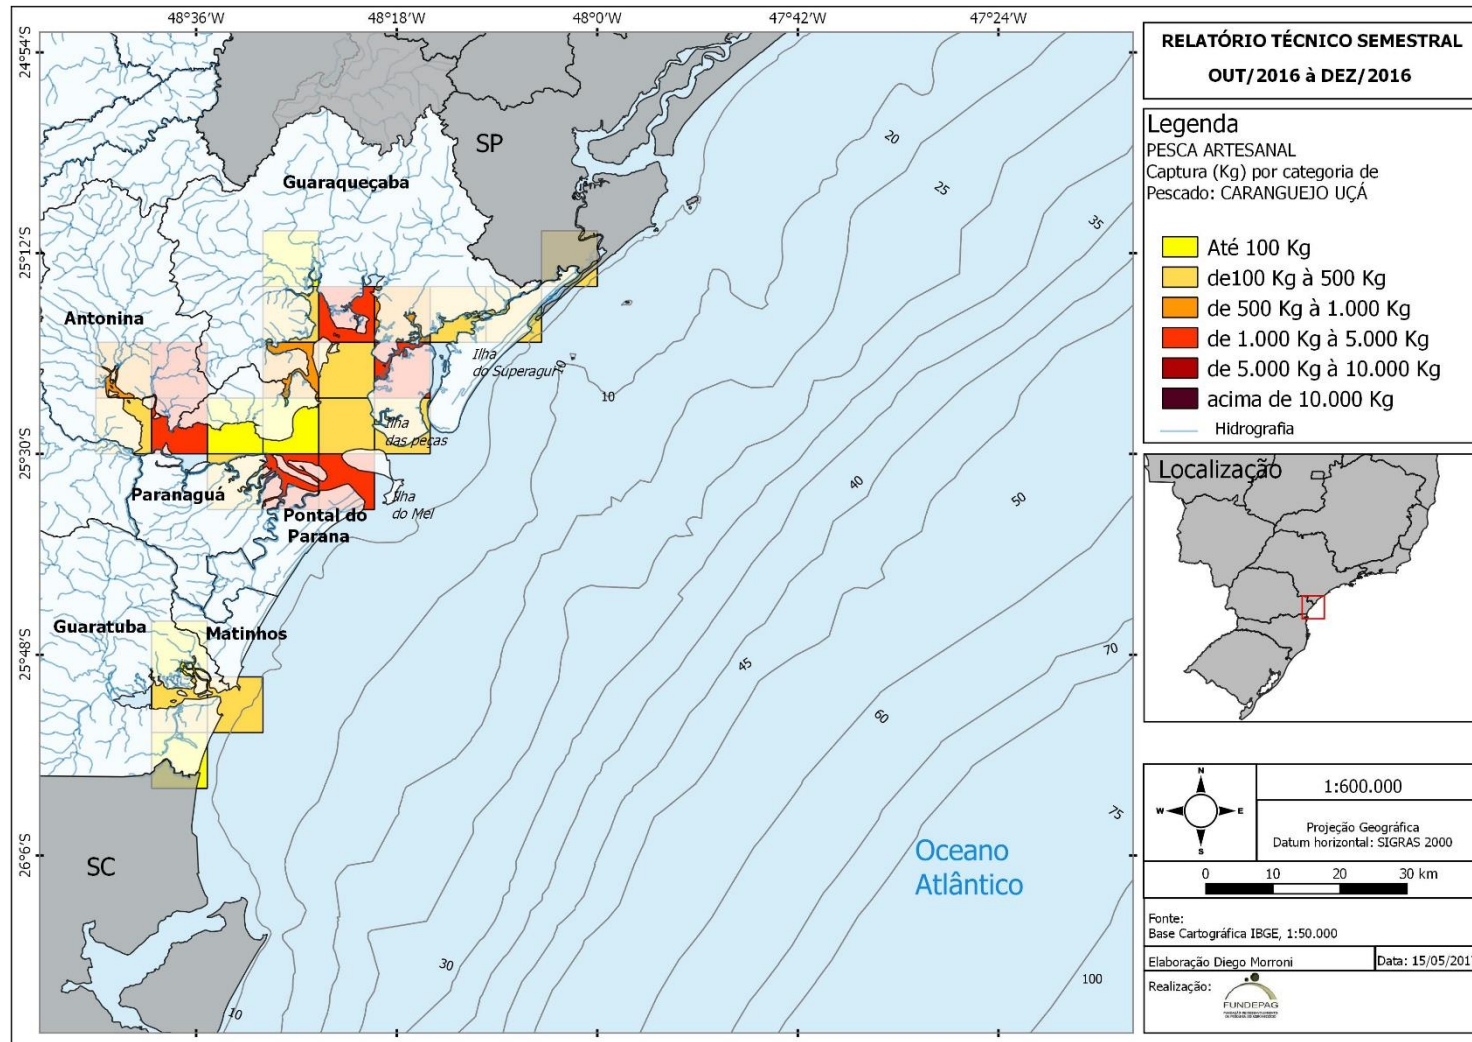 48°36'W
48°18'W
48°0'W
47°42'W
47°24'W
24°54'S
25°12'S
25°30'S
25°48'S
26°6'S
SP
Guaraqueçaba
Antonina
Ilha
do Superagui
Ilha
das peças
Paranaguá
Ilha
do Mel
Pontal do
Parana
Guaratuba
Matinhos
SC
Oceano
Atlântico
20
25
35
10
10
40
50
45
70
60
75
30
100
10
RELATÓRIO TÉCNICO SEMESTRAL
OUT/2016 à DEZ/2016
Legenda
PESCA ARTESANAL
Captura (Kg) por categoria de
Pescado: CARANGUEJO UÇÁ
Até 100 Kg
de100 Kg à 500 Kg
de 500 Kg à 1.000 Kg
de 1.000 Kg à 5.000 Kg
de 5.000 Kg à 10.000 Kg
acima de 10.000 Kg
Hidrografia
Localização
N
W
E
S
1:600.000
Projeção Geográfica
Datum horizontal: SIGRAS 2000
0 10 20 30 km
Fonte:
Base Cartográfica IBGE, 1:50.000
Elaboração Diego Morroni
Data: 15/05/2017
Realização:
FUNDEPAG